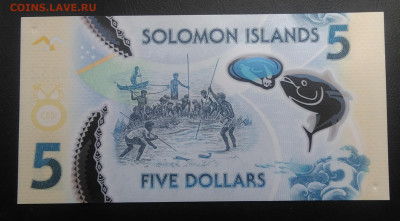 COINS.LAVE.RU
SOLOMON ISLANDS
5
5
FIVE DOLLARS